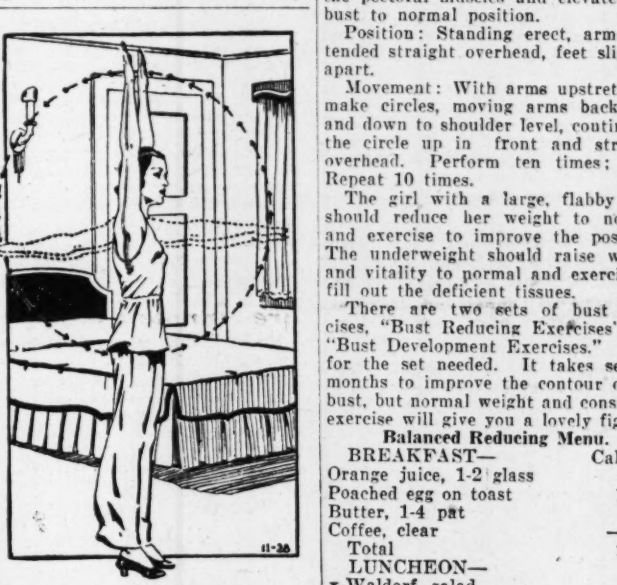 bust to normal position.
Position: Standing erect, arm
tended straight overhead, feet sli
apart.
Movement: With arms upstret
make circles, moving arms back
and down to shoulder level, coutin
the circle up in front and str
overhead. Perform ten times;
Repeat 10 times.
The girl with a large, flabby
should reduce her weight to no
and exercise to improve the pos
The underweight should raise w
and vitality to pormal and exerci
fill out the deficient tissues.
There are two sets of bust
cises, "Bust Reducing Exercises"
"Bust Development Exercises."
for the set needed. It takes se
months to improve the contour o
bust, but normal weight and cons
exercise will give you a lovely fig
Balanced Reducing Menu.
BREAKFAST— Cal
Orange juice, 1-2 glass
Poached egg on toast
Butter, 1-4 pat
Coffee, clear
Total
LUNCHEON—
Waldorf salad
11-28